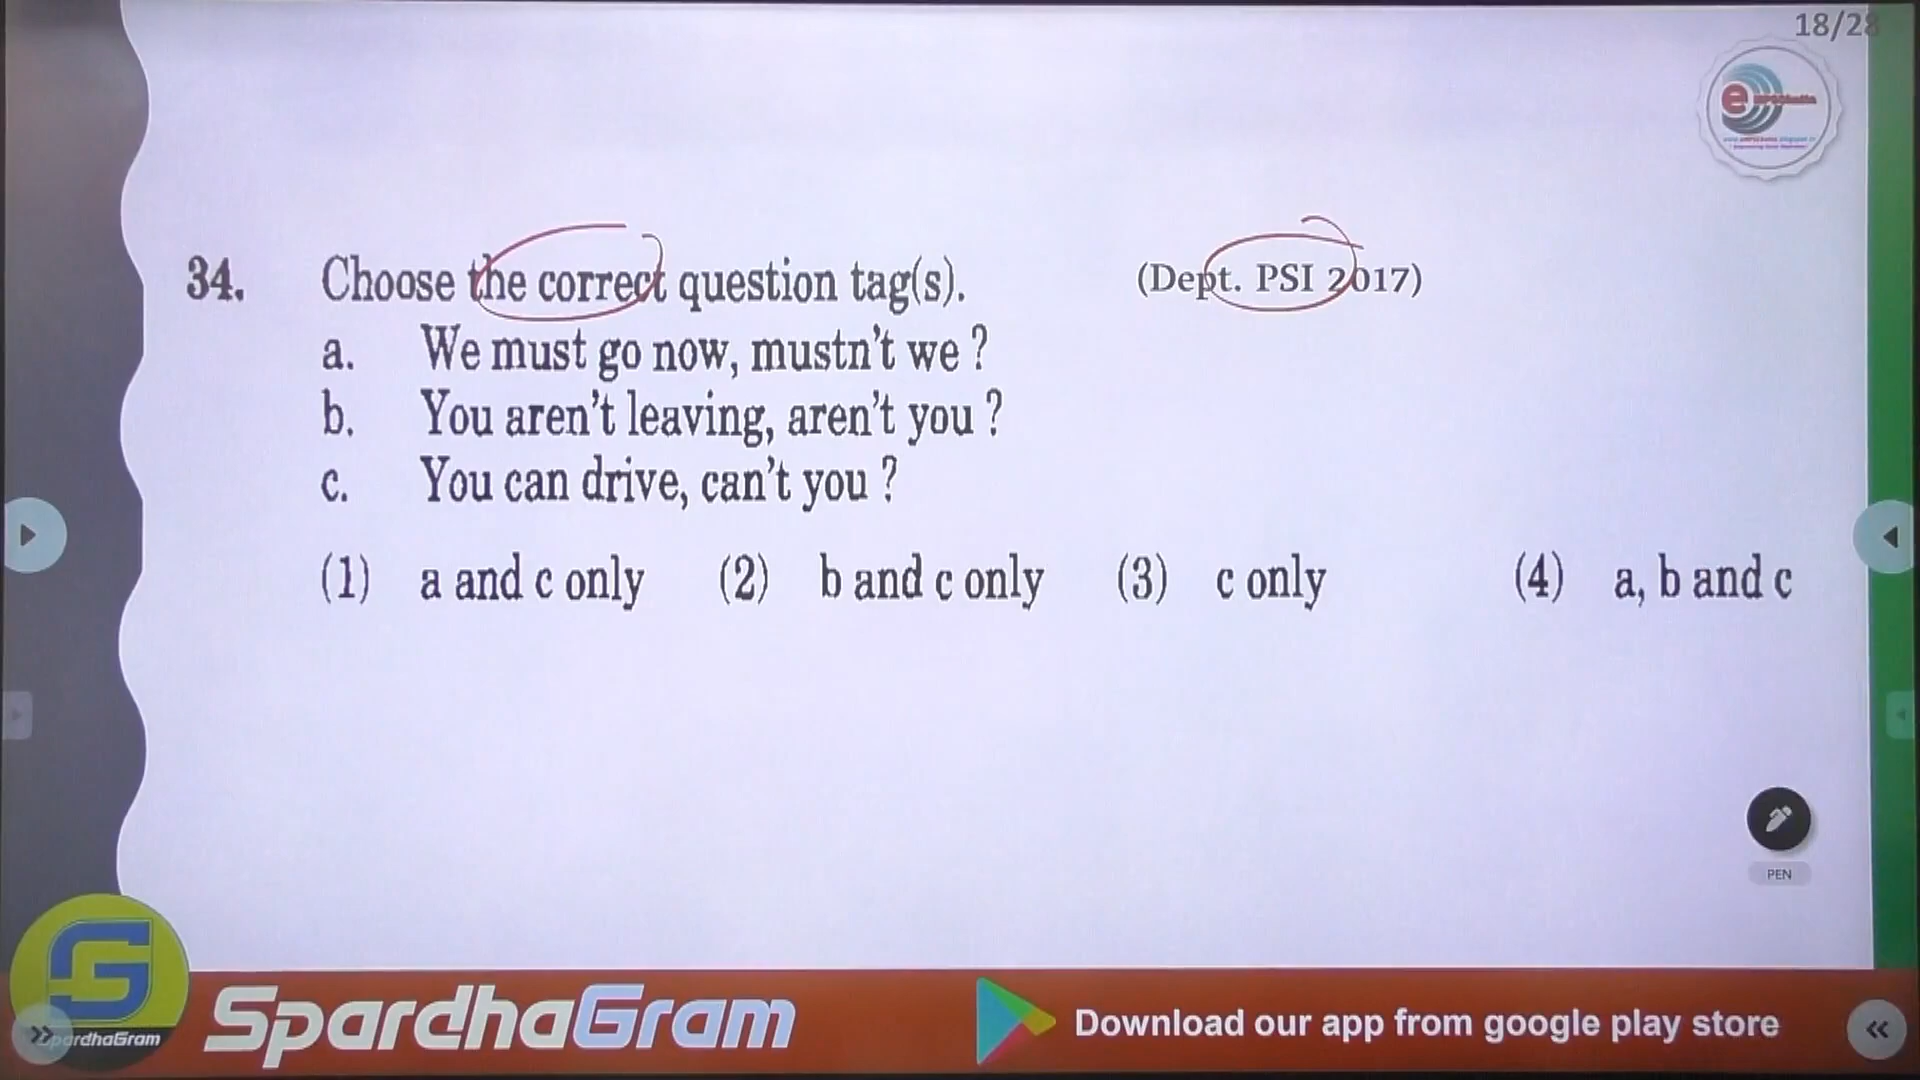 18/28
34. Choose the correct question tag(s). (Dept. PSI 2017)
a. We must go now, mustn't we ?
b. You aren't leaving, aren't you ?
c. You can drive, can't you ?
(1) a and c only (2) b and c only (3) c only (4) a, b and c
PEN
SpardhaGram
SpardhaGram
Download our app from google play store